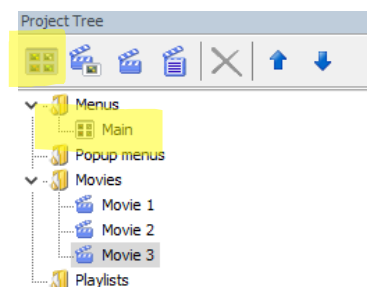 Project Tree
Menus
Main
Popup menus
Movies
Movie 1
Movie 2
Movie 3
Playlists